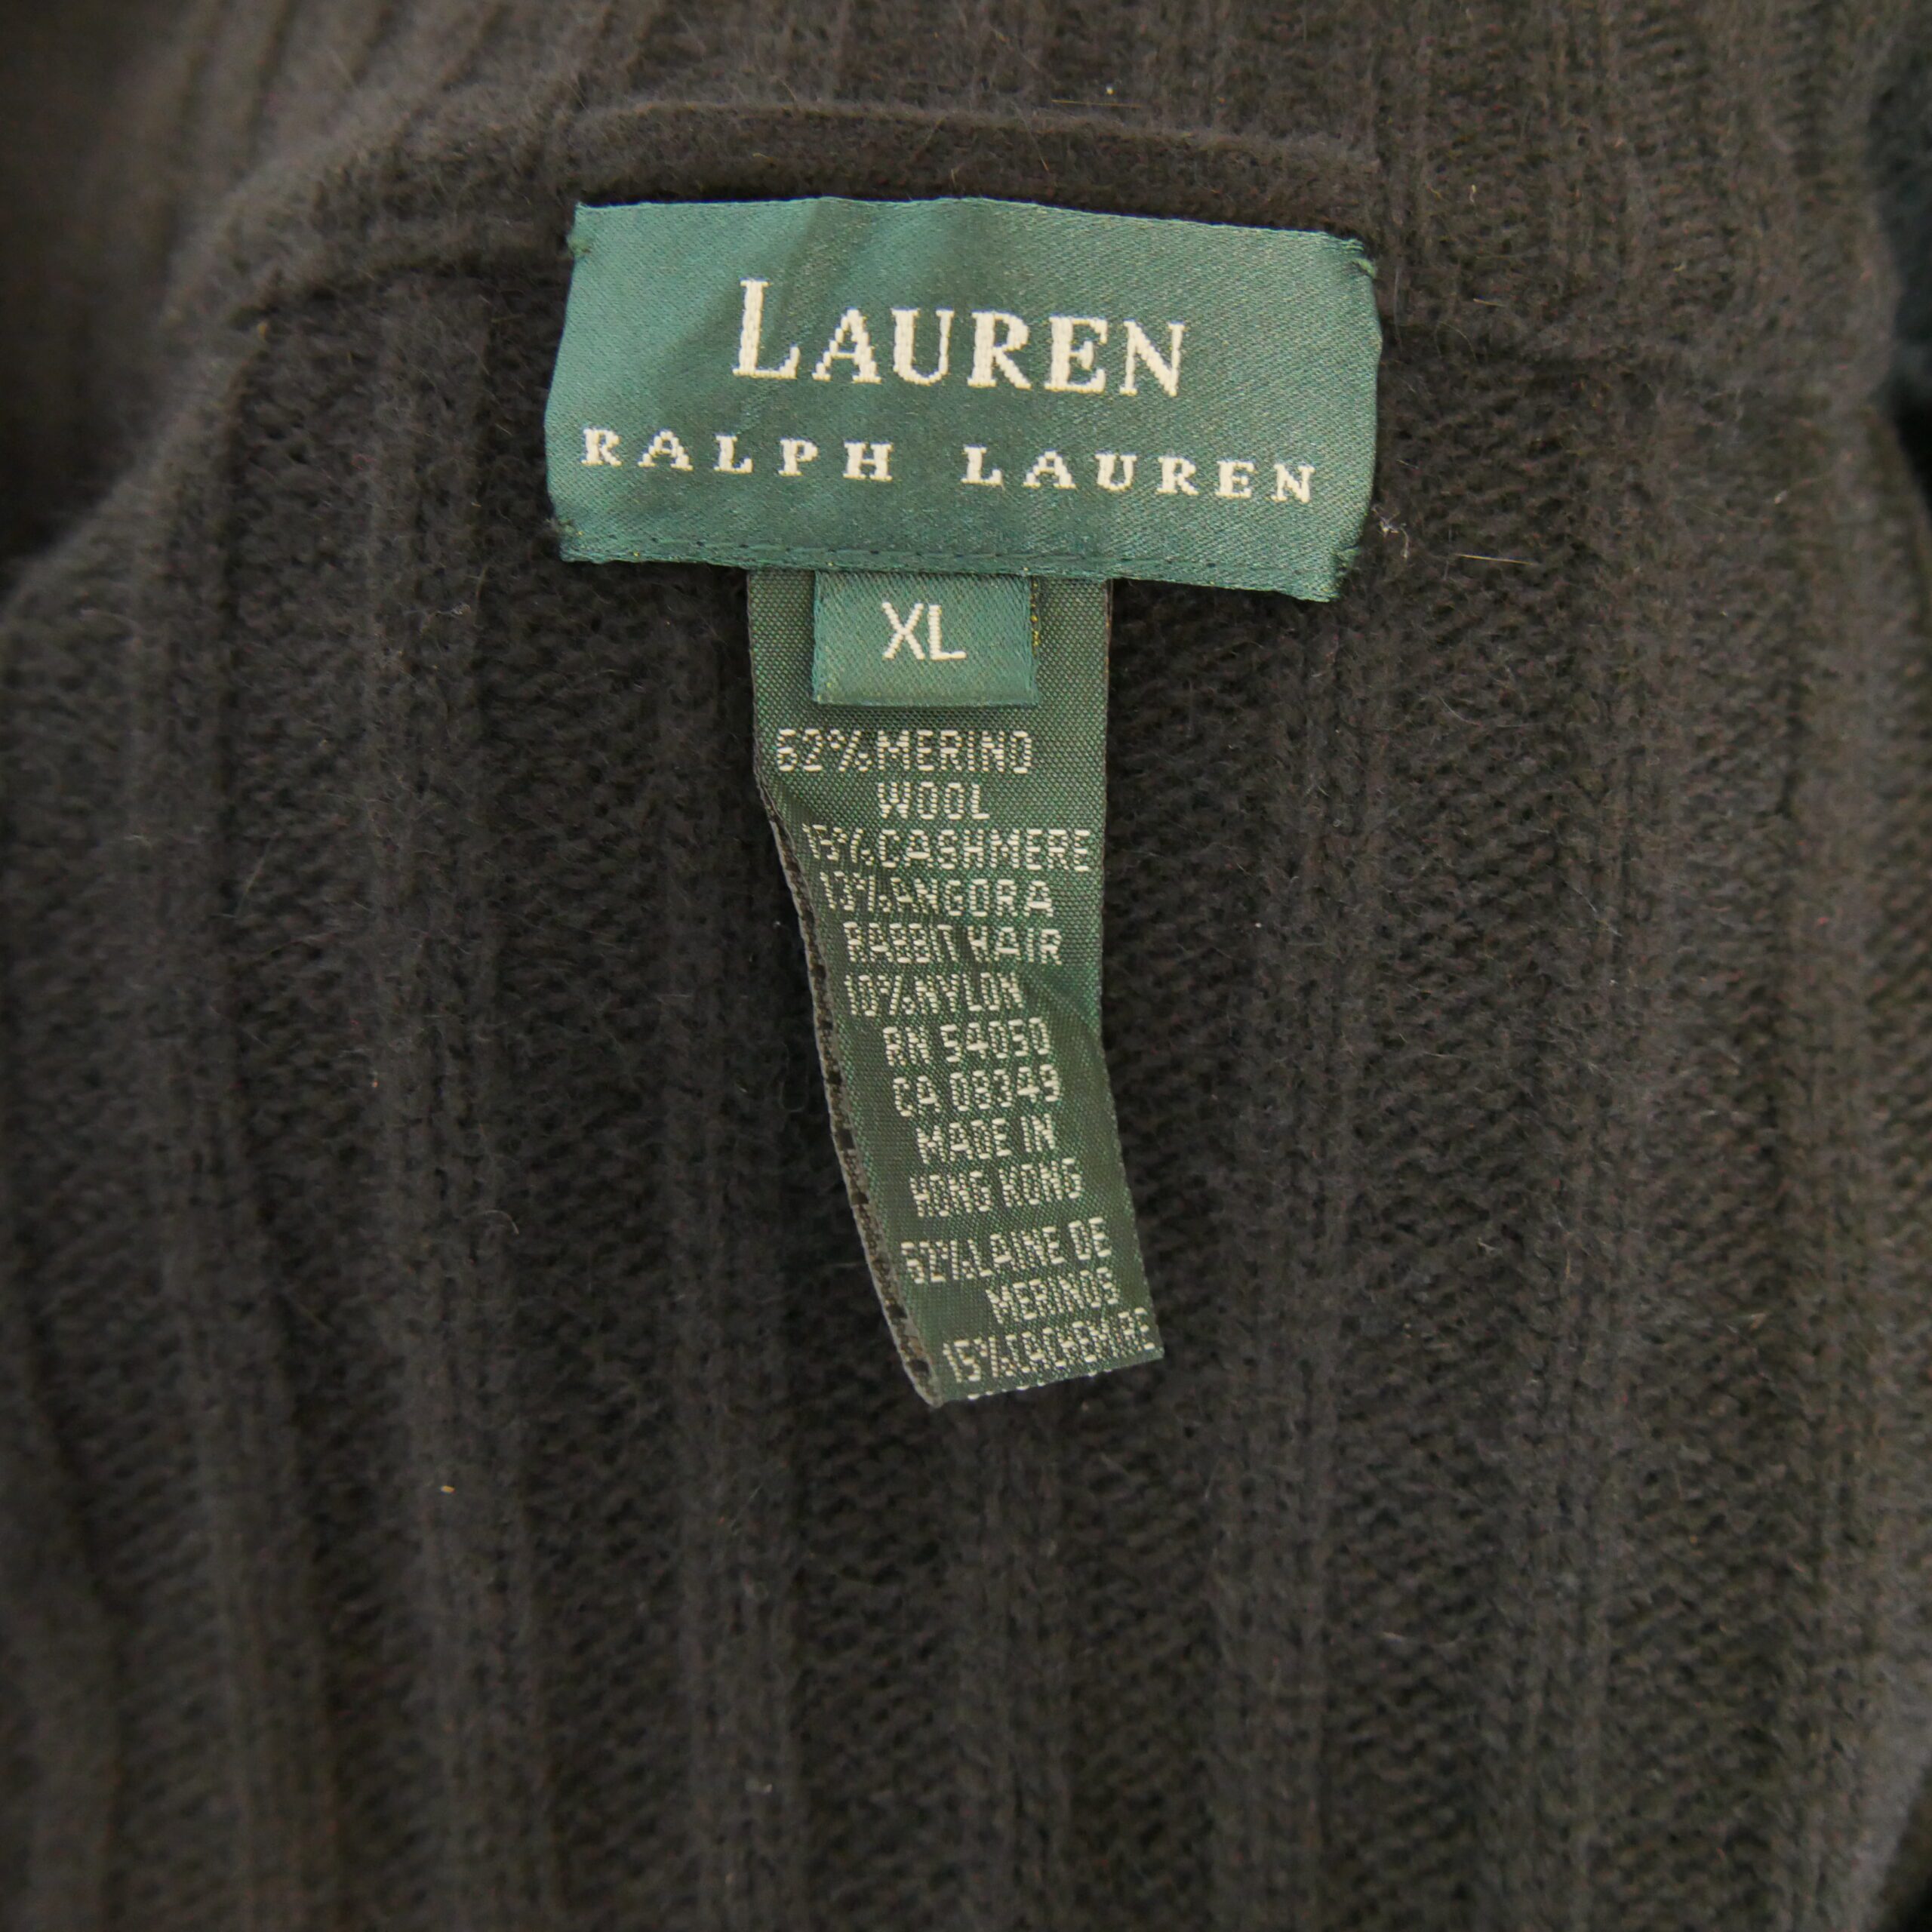 LAUREN
RALPH LAUREN
XL
62% MERINO
WOOL
15% CASHMERE
13% ANGORA
RABBIT HAIR
10% NYLON
RN 54050
CA 08349
MADE IN
HONG KONG
62% LAINE DE
MERINOS
15% CACHEMIRE